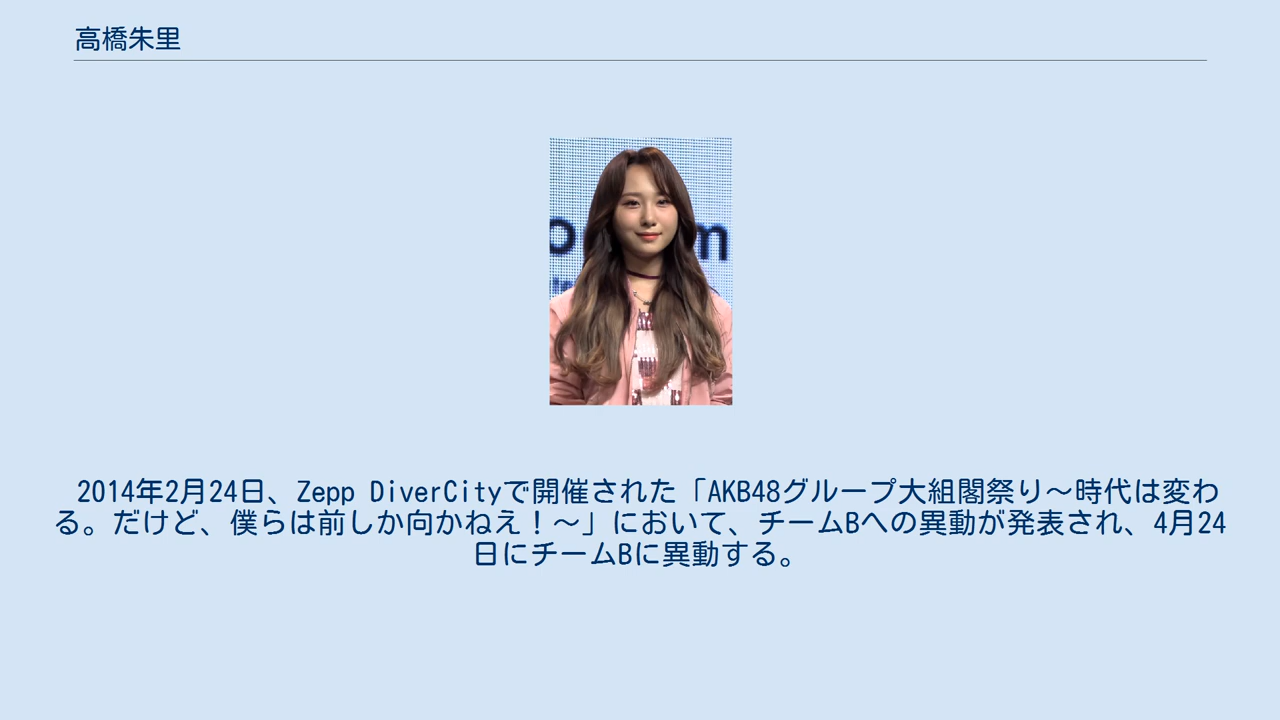 高橋朱里
2014年2月24日、Zepp DiverCityで開催された「AKB48グループ大組閣祭り〜時代は変わ
る。だけど、僕らは前しか向かねえ！〜」において、チームBへの異動が発表され、4月24
日にチームBに異動する。